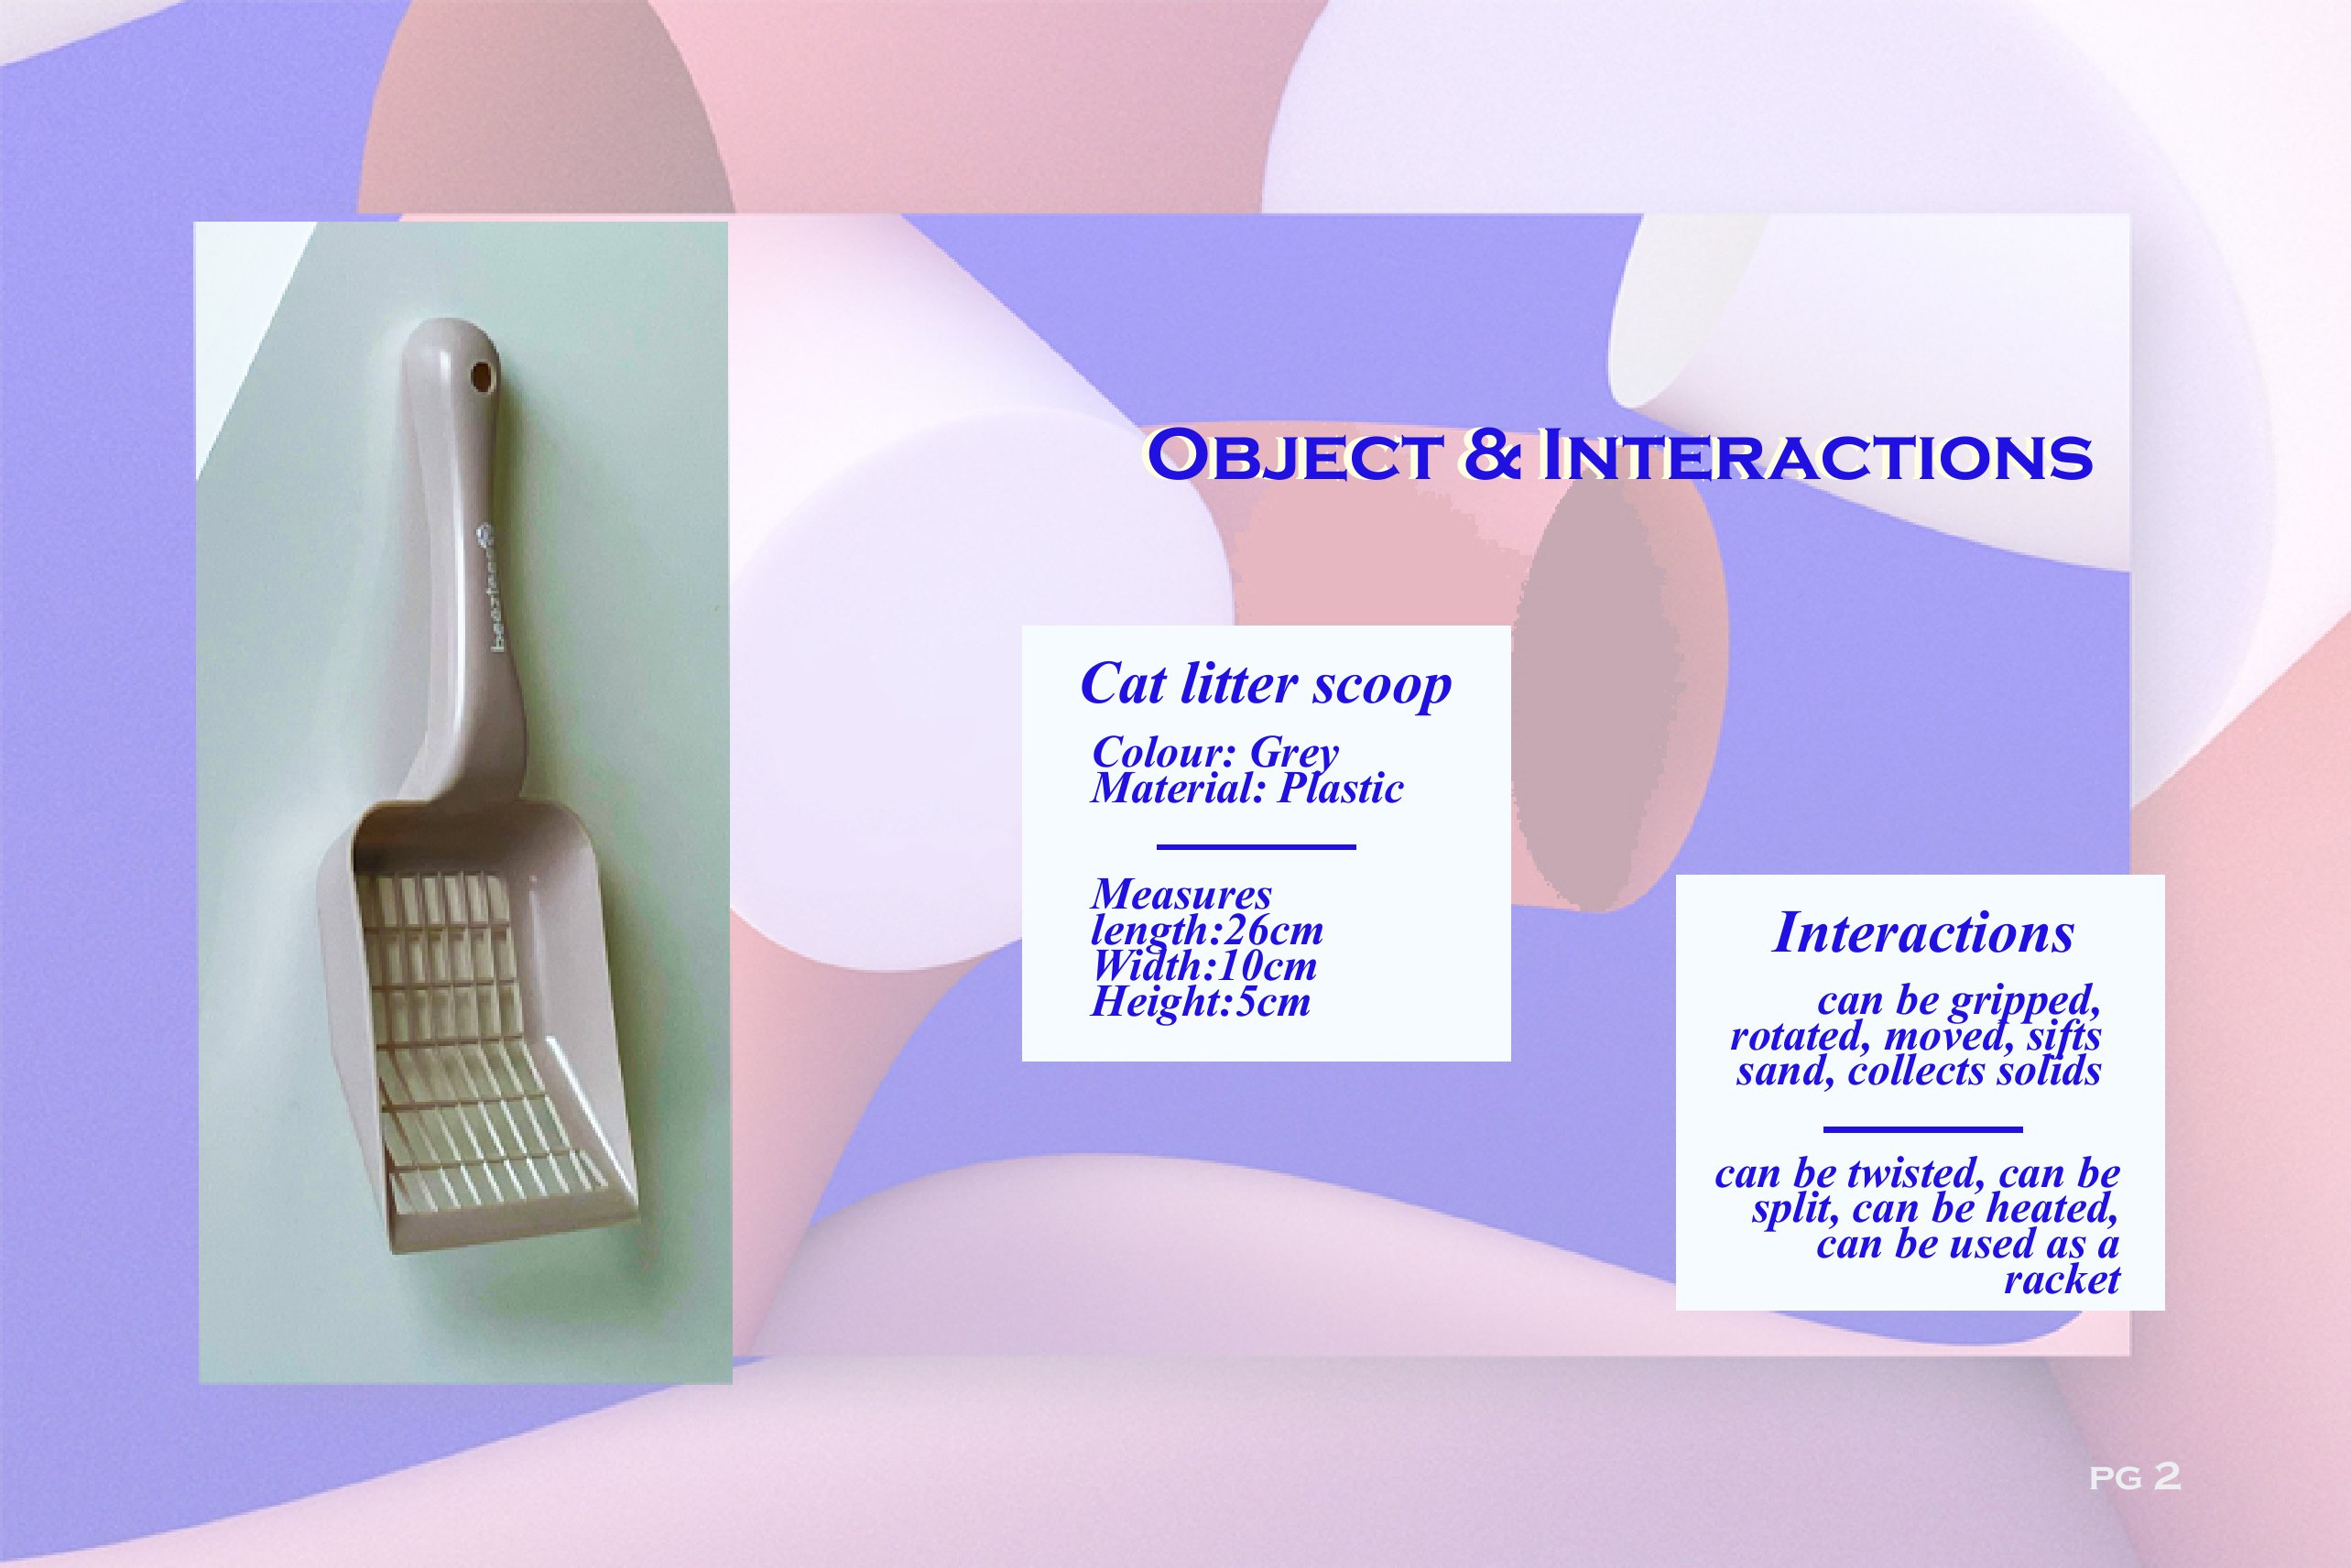 Object & Interactions
beeztees
Cat litter scoop
Colour: Grey
Material: Plastic
Measures
length:26cm
Width:10cm
Height:5cm
Interactions
can be gripped,
rotated, moved, sifts
sand, collects solids
can be twisted, can be
split, can be heated,
can be used as a
racket
PG 2